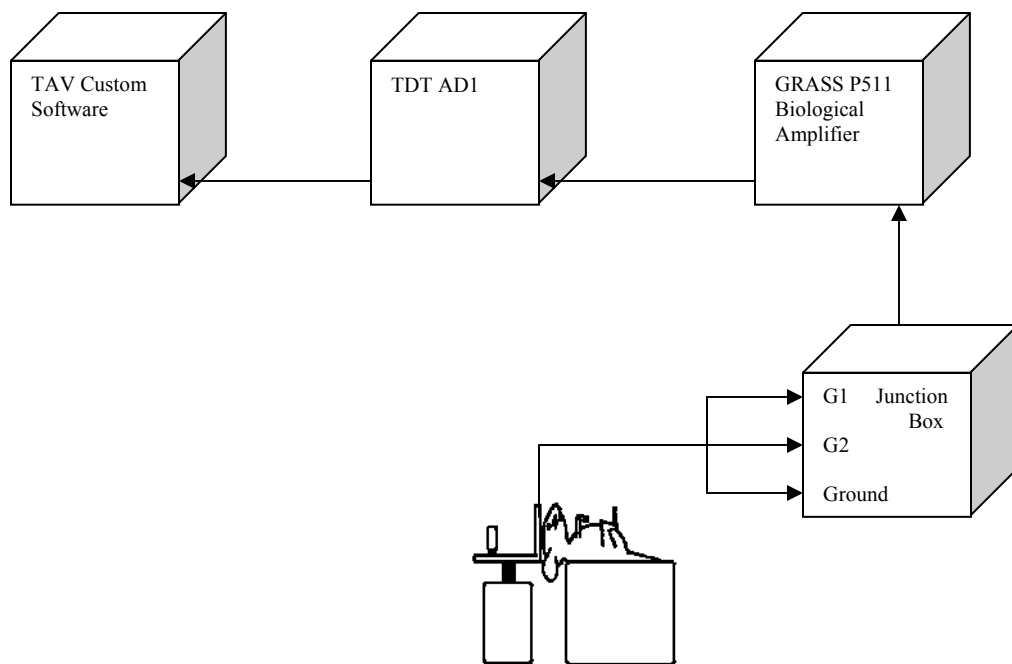 TAV Custom
Software
TDT AD1
GRASS P511
Biological
Amplifier
G1 Junction
Box
G2
Ground